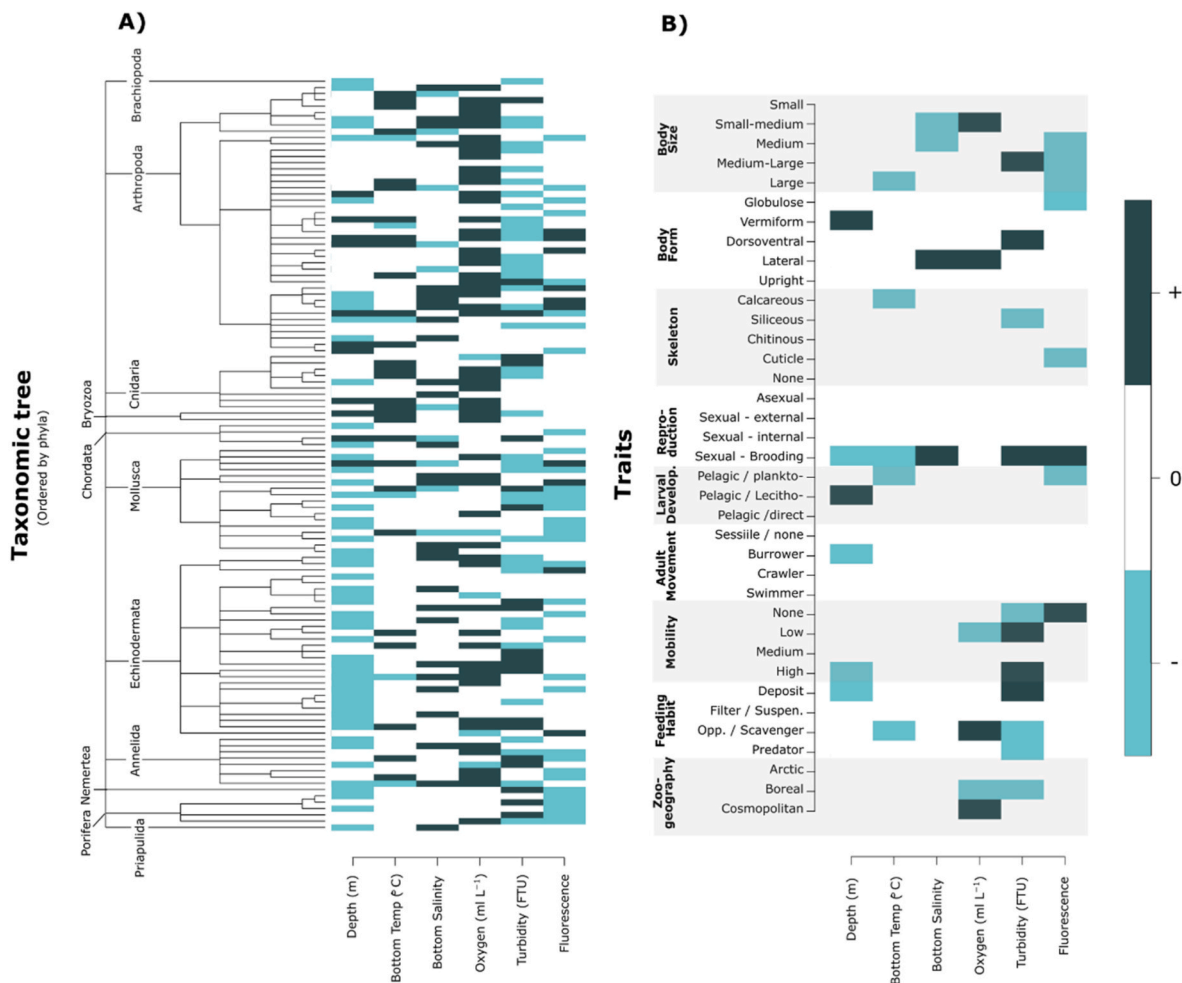 A)
B)
Taxonomic tree
(Ordered by phyla)
Brachiopoda
Arthropoda
Cnidaria
Bryozoa
Chordata
Mollusca
Echinodermata
Annelida
Nemertea
Porifera
Priapulida
Depth (m)
Bottom Temp (° C)
Bottom Salinity
Oxygen (ml L⁻¹)
Turbidity (FTU)
Fluorescence
Traits
Body
Size
Small
Small-medium
Medium
Medium-Large
Large
Body
Form
Globulose
Vermiform
Dorsoventral
Lateral
Upright
Skeleton
Calcareous
Siliceous
Chitinous
Cuticle
None
Repro-
duction
Asexual
Sexual - external
Sexual - internal
Sexual - Brooding
Larval
Develop.
Pelagic / plankto-
Pelagic / Lecitho-
Pelagic /direct
Adult
Movement
Sessiile / none
Burrower
Crawler
Swimmer
Mobility
None
Low
Medium
High
Feeding
Habit
Deposit
Filter / Suspen.
Opp. / Scavenger
Predator
Zoo-
geography
Arctic
Boreal
Cosmopolitan
Depth (m)
Bottom Temp (° C)
Bottom Salinity
Oxygen (ml L⁻¹)
Turbidity (FTU)
Fluorescence
+
0
-